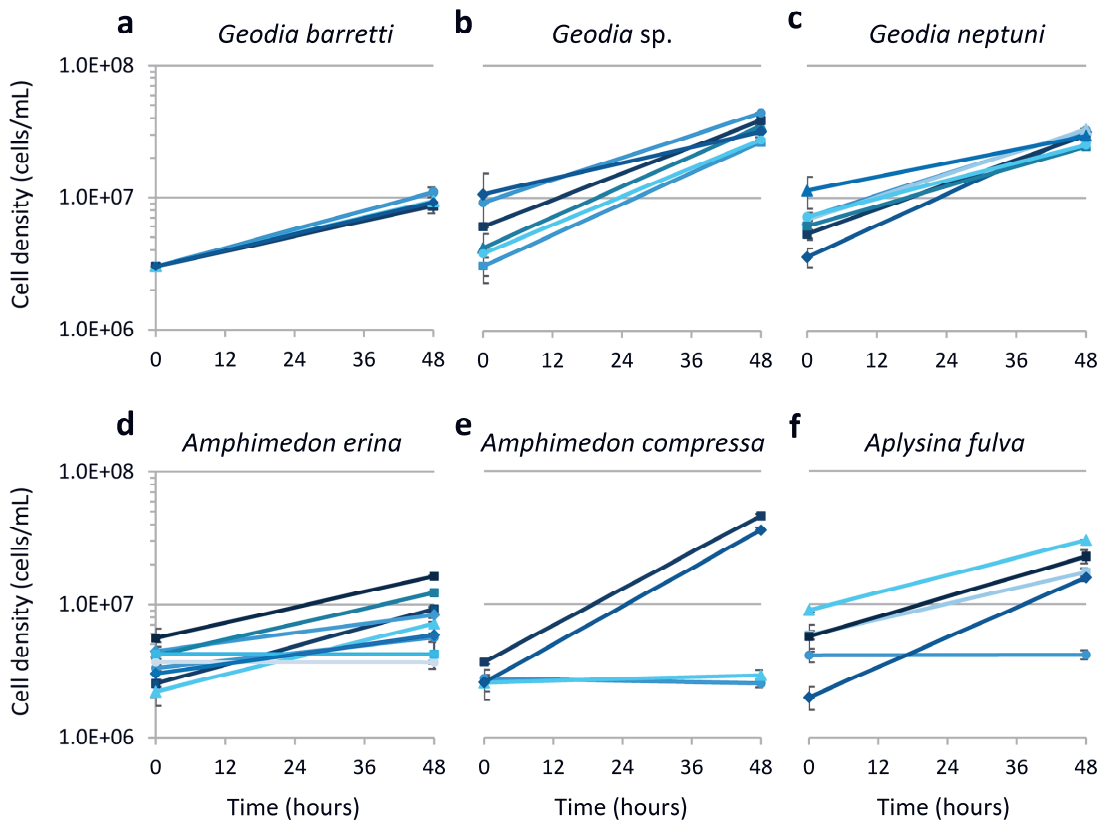 a Geodia barretti
b Geodia sp.
c Geodia neptuni
Cell density (cells/mL)
1.0E+08
1.0E+07
1.0E+06
0 12 24 36 48
0 12 24 36 48
0 12 24 36 48
d Amphimedon erina
e Amphimedon compressa
f Aplysina fulva
Cell density (cells/mL)
1.0E+08
1.0E+07
1.0E+06
0 12 24 36 48
0 12 24 36 48
0 12 24 36 48
Time (hours)
Time (hours)
Time (hours)